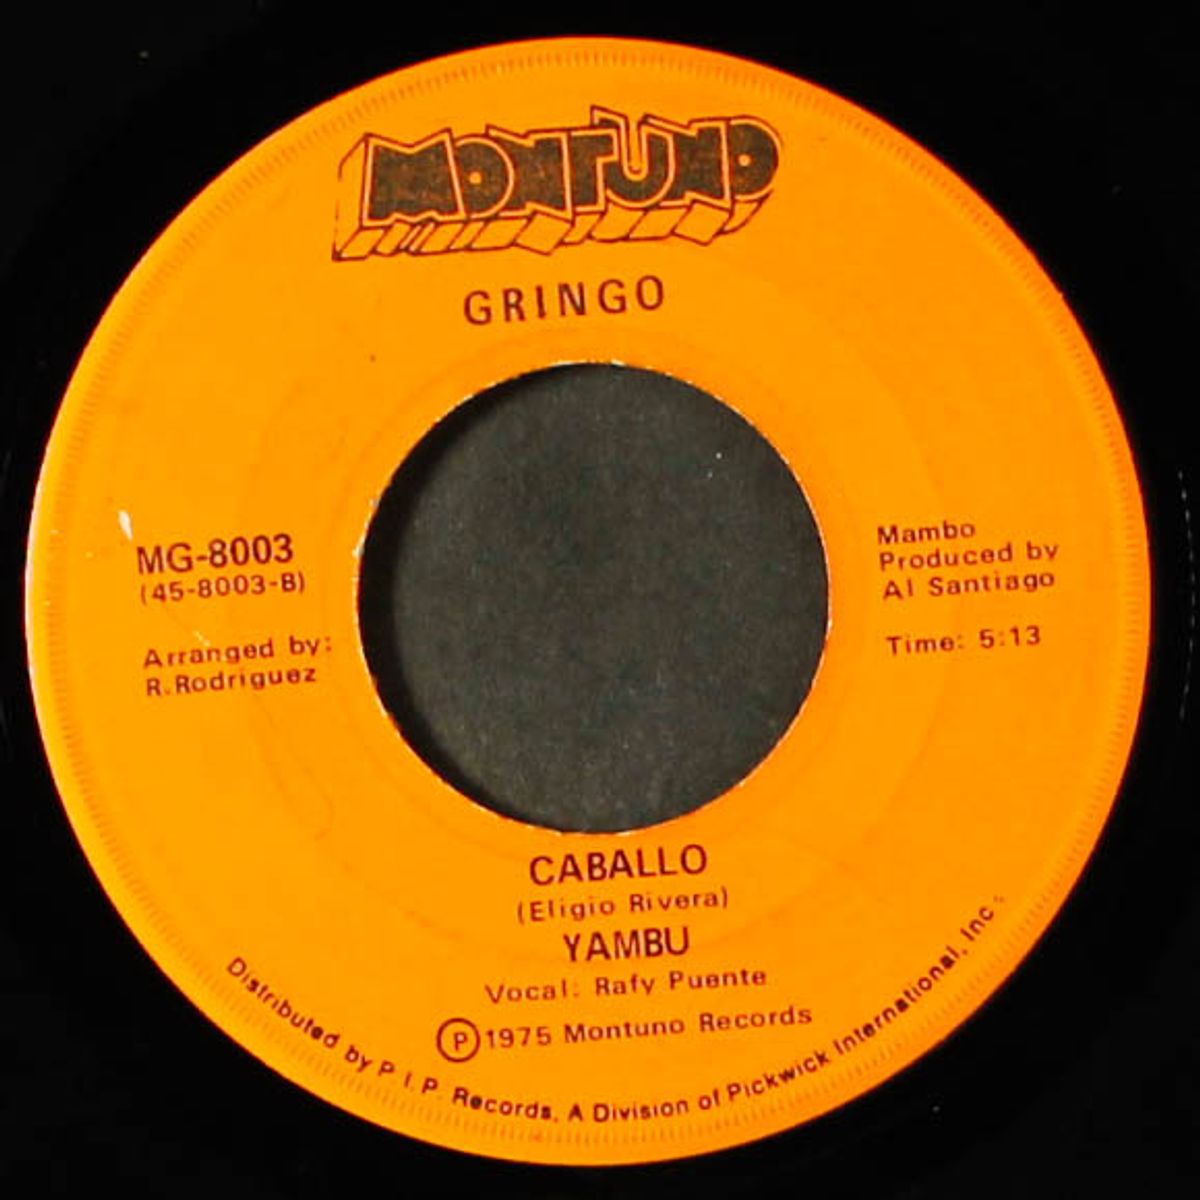 MONTUNO
GRINGO
MG-8003
(45-8003-B)
Arranged by:
R.Rodriguez
Mambo
Produced by
Al Santiago
Time: 5:13
CABALLO
(Eligio Rivera)
YAMBU
Vocal: Rafy Puente
Ⓟ1975 Montuno Records
Distributed by P.I.P. Records, A Division of Pickwick International, Inc.